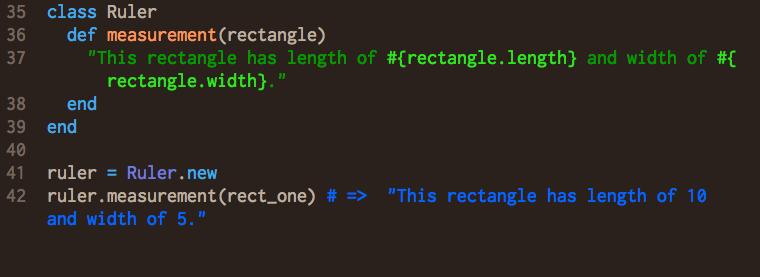 35 class Ruler
36   def measurement(rectangle)
37     "This rectangle has length of #{rectangle.length} and width of #{
       rectangle.width}."
38   end
39 end
40
41 ruler = Ruler.new
42 ruler.measurement(rect_one) # =>  "This rectangle has length of 10
and width of 5."